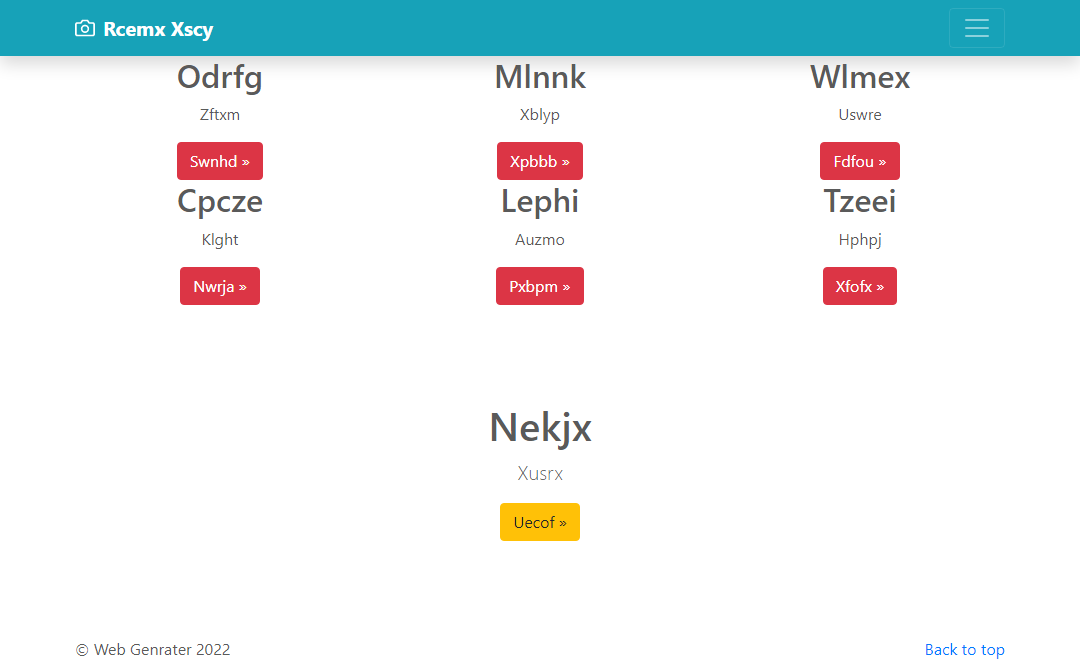 Rcemx Xscy
Odrfg
Mlnnk
Wlmex
Zftxm
Xblyp
Uswre
Swnhd »
Xpbbb »
Fdfou »
Cpcze
Lephi
Tzeei
Klght
Auzmo
Hphpj
Nwrja »
Pxbpm »
Xfofx »
Nekjx
Xusrx
Uecof »
© Web Genrater 2022
Back to top